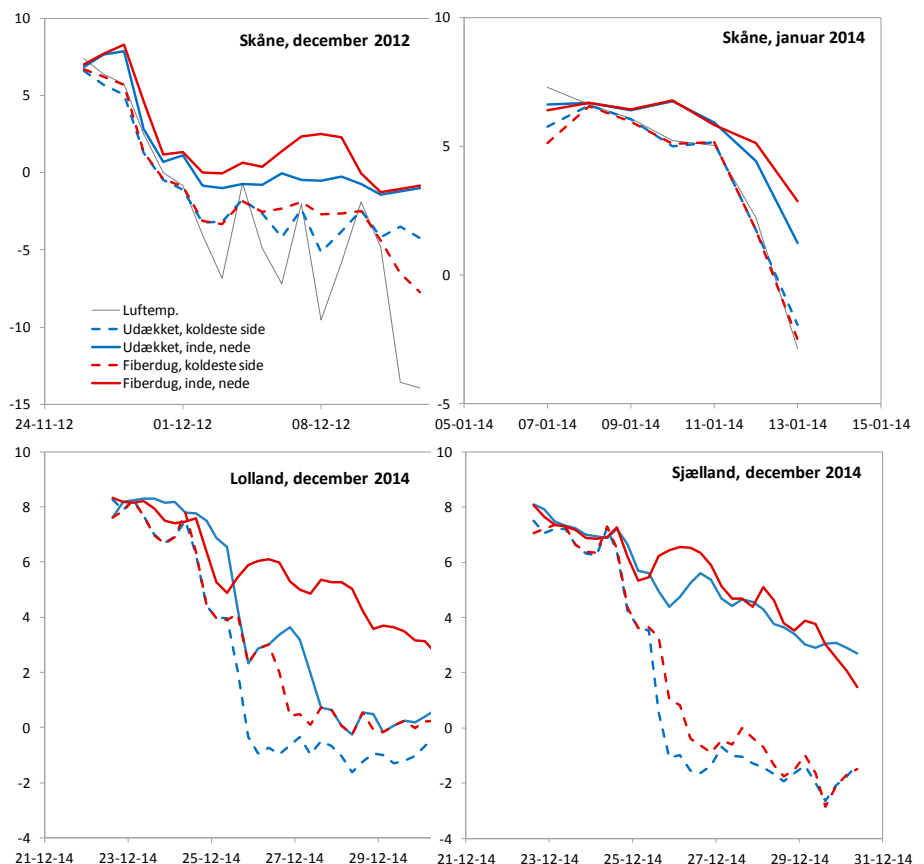 Skåne, december 2012
10
5
0
-5
-10
-15
Luftemp.
Udækket, koldeste side
Udækket, inde, nede
Fiberdug, koldeste side
Fiberdug, inde, nede
24-11-12 01-12-12 08-12-12
Skåne, januar 2014
10
5
0
-5
05-01-14 07-01-14 09-01-14 11-01-14 13-01-14 15-01-14
Lolland, december 2014
10
8
6
4
2
0
-2
-4
21-12-14 23-12-14 25-12-14 27-12-14 29-12-14
Sjælland, december 2014
10
8
6
4
2
0
-2
-4
21-12-14 23-12-14 25-12-14 27-12-14 29-12-14 31-12-14